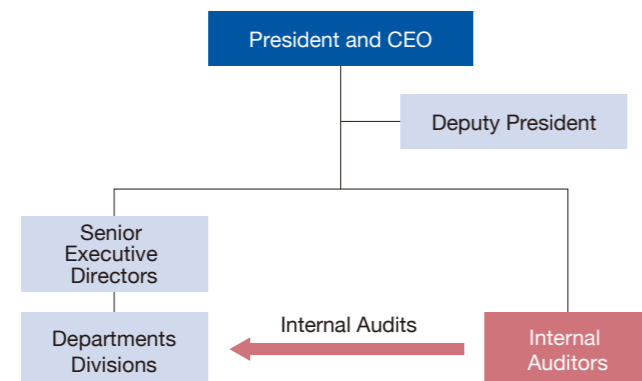 President and CEO
Deputy President
Senior
Executive
Directors
Departments
Divisions
Internal Audits
Internal
Auditors